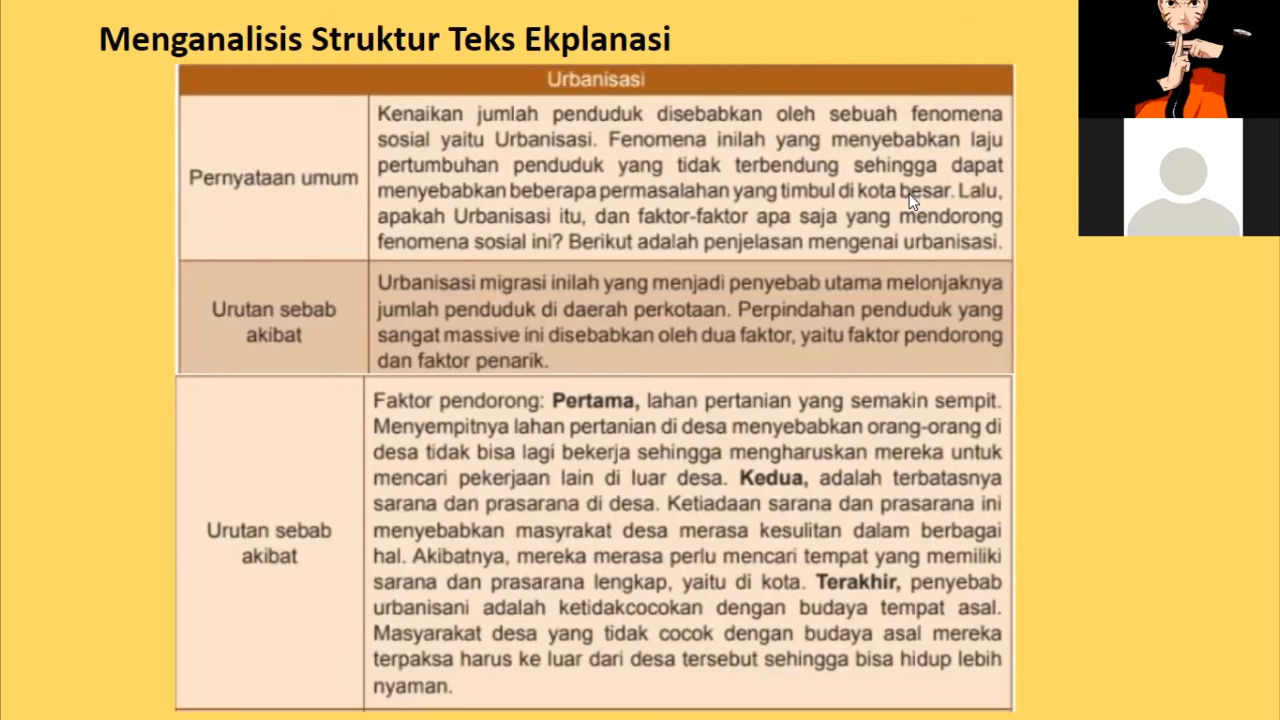 Menganalisis Struktur Teks Ekplanasi
Urbanisasi
Pernyataan umum
Kenaikan jumlah penduduk disebabkan oleh sebuah fenomena
sosial yaitu Urbanisasi. Fenomena inilah yang menyebabkan laju
pertumbuhan penduduk yang tidak terbendung sehingga dapat
menyebabkan beberapa permasalahan yang timbul di kota besar. Lalu,
apakah Urbanisasi itu, dan faktor-faktor apa saja yang mendorong
fenomena sosial ini? Berikut adalah penjelasan mengenai urbanisasi.
Urutan sebab
akibat
Urbanisasi migrasi inilah yang menjadi penyebab utama melonjaknya
jumlah penduduk di daerah perkotaan. Perpindahan penduduk yang
sangat massive ini disebabkan oleh dua faktor, yaitu faktor pendorong
dan faktor penarik.
Urutan sebab
akibat
Faktor pendorong: Pertama, lahan pertanian yang semakin sempit.
Menyempitnya lahan pertanian di desa menyebabkan orang-orang di
desa tidak bisa lagi bekerja sehingga mengharuskan mereka untuk
mencari pekerjaan lain di luar desa. Kedua, adalah terbatasnya
sarana dan prasarana di desa. Ketiadaan sarana dan prasarana ini
menyebabkan masyrakat desa merasa kesulitan dalam berbagai
hal. Akibatnya, mereka merasa perlu mencari tempat yang memiliki
sarana dan prasarana lengkap, yaitu di kota. Terakhir, penyebab
urbanisani adalah ketidakcocokan dengan budaya tempat asal.
Masyarakat desa yang tidak cocok dengan budaya asal mereka
terpaksa harus ke luar dari desa tersebut sehingga bisa hidup lebih
nyaman.